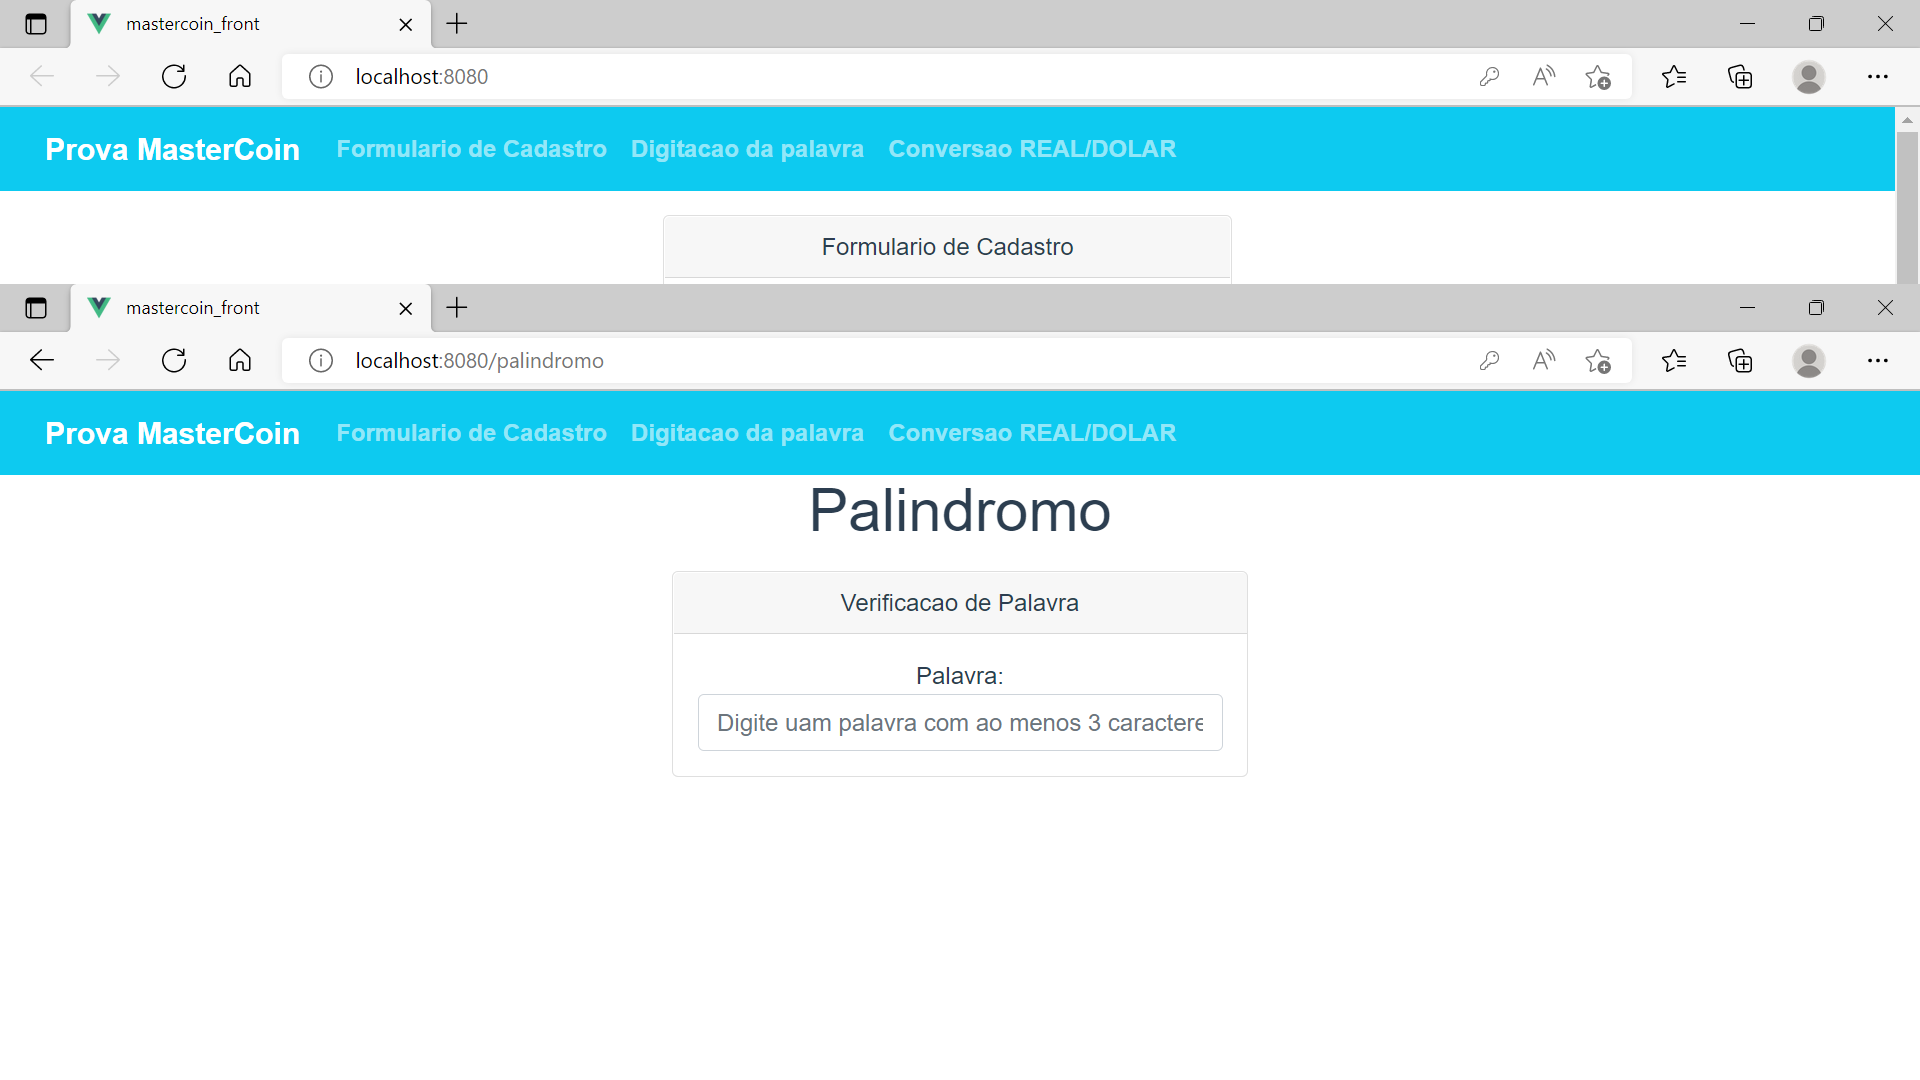 mastercoin_front
localhost:8080
Prova MasterCoin Formulario de Cadastro Digitacao da palavra Conversao REAL/DOLAR
Formulario de Cadastro
mastercoin_front
localhost:8080/palindromo
Prova MasterCoin Formulario de Cadastro Digitacao da palavra Conversao REAL/DOLAR
Palindromo
Verificacao de Palavra
Palavra:
Digite uam palavra com ao menos 3 caractere